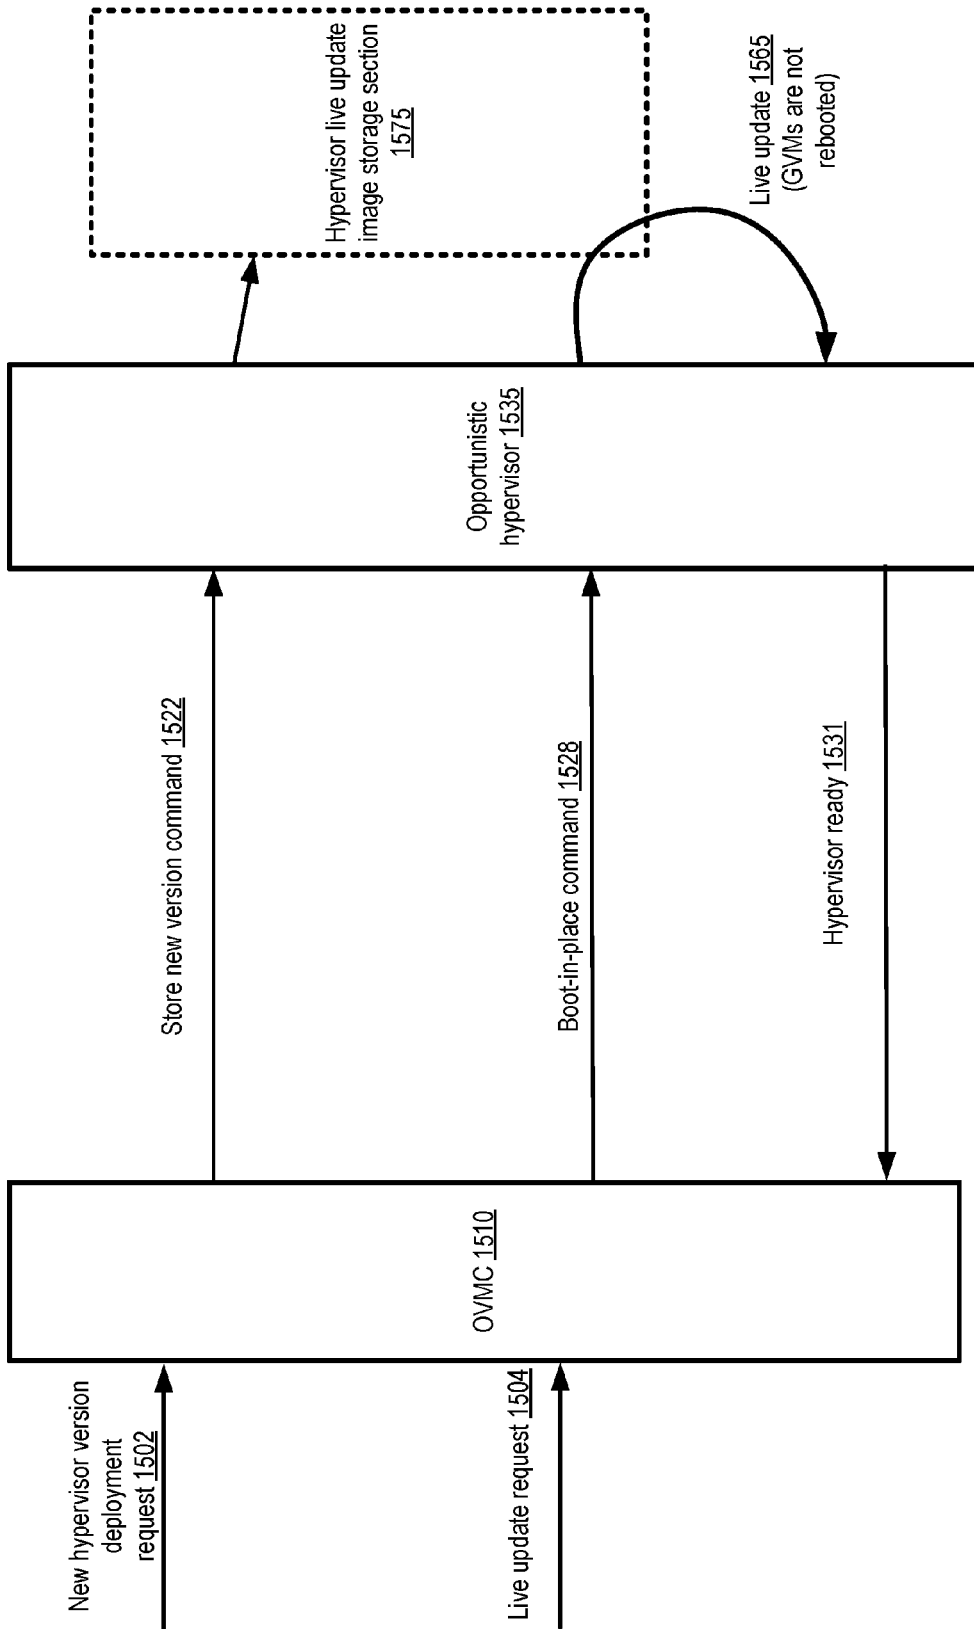 New hypervisor version
deployment
request 1502
Live update request 1504
OVMC 1510
Store new version command 1522
Boot-in-place command 1528
Hypervisor ready 1531
Opportunistic
hypervisor 1535
Hypervisor live update
image storage section
1575
Live update 1565
(GVMs are not
rebooted)